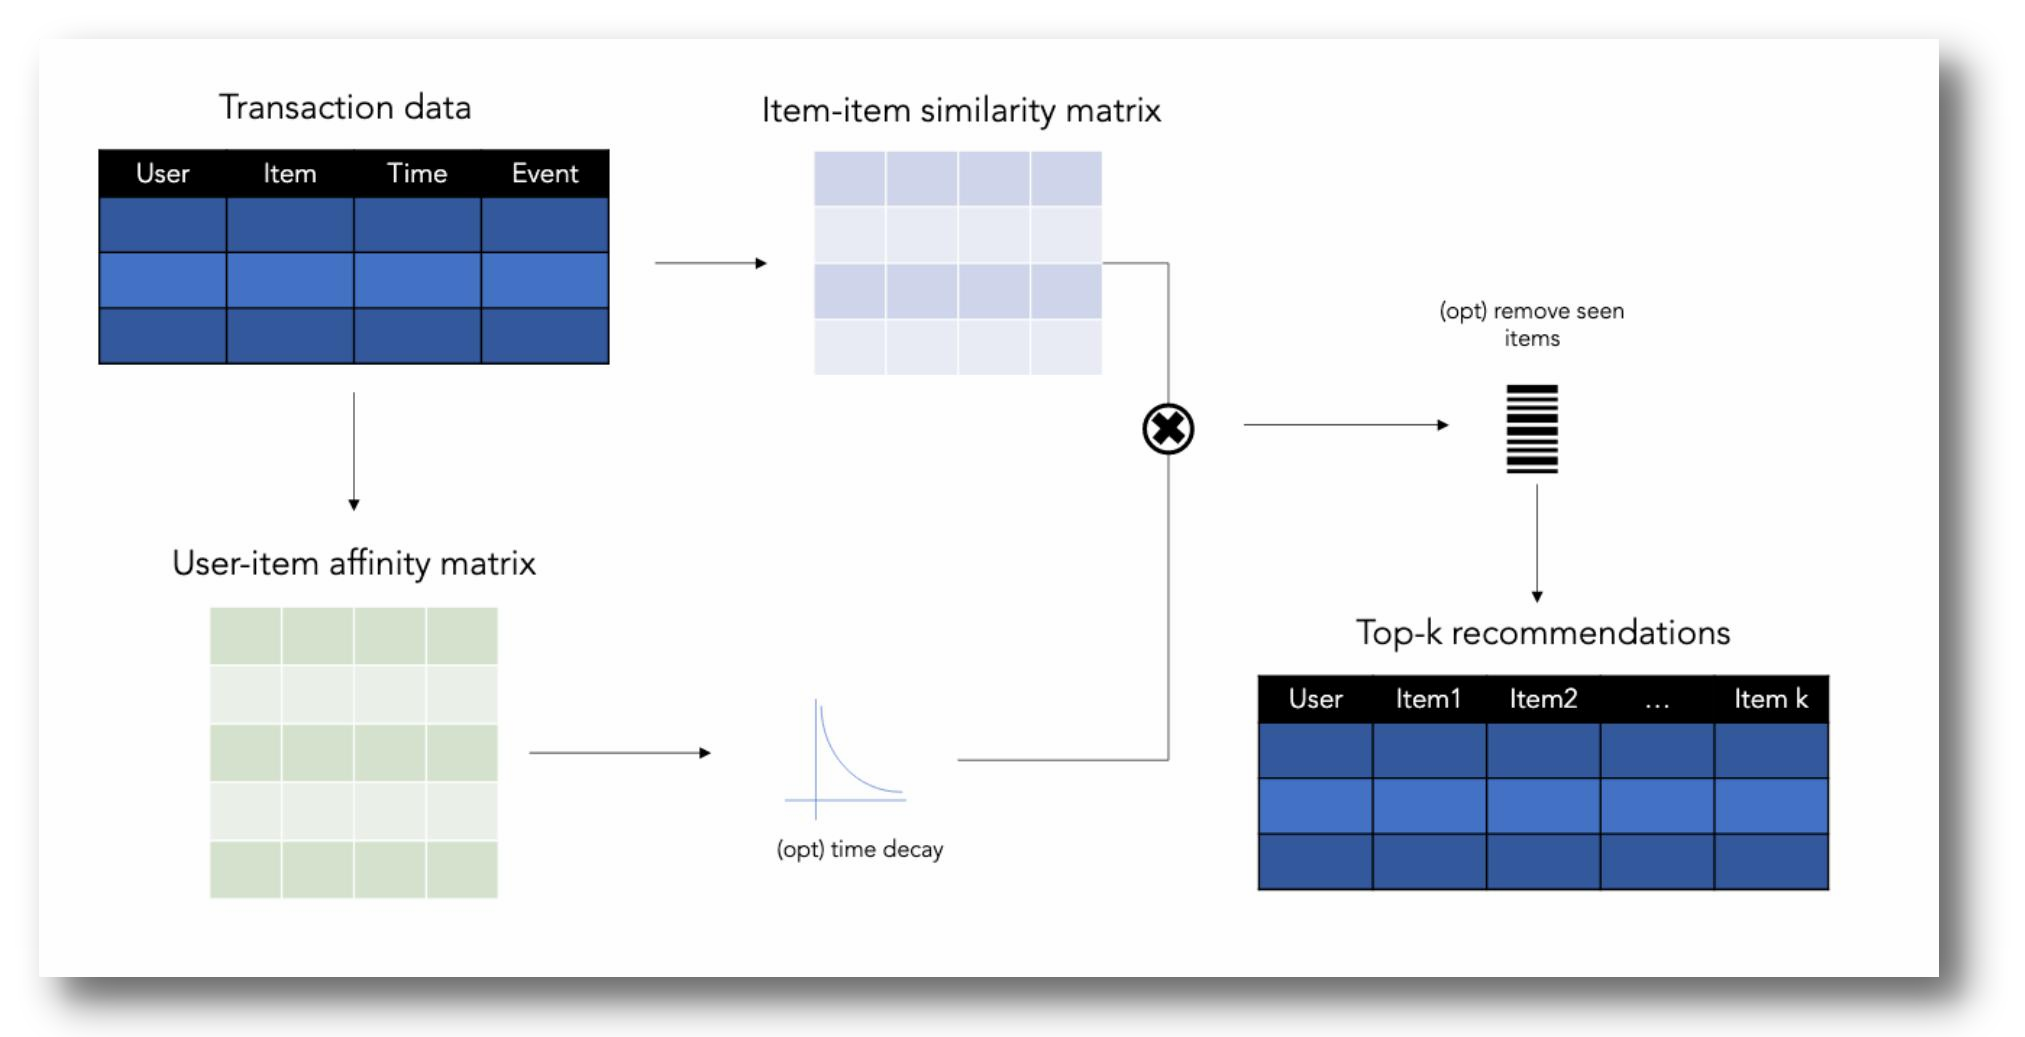 Transaction data
User Item Time Event
Item-item similarity matrix
(opt) remove seen
items
User-item affinity matrix
(opt) time decay
Top-k recommendations
User Item1 Item2 ... Item k